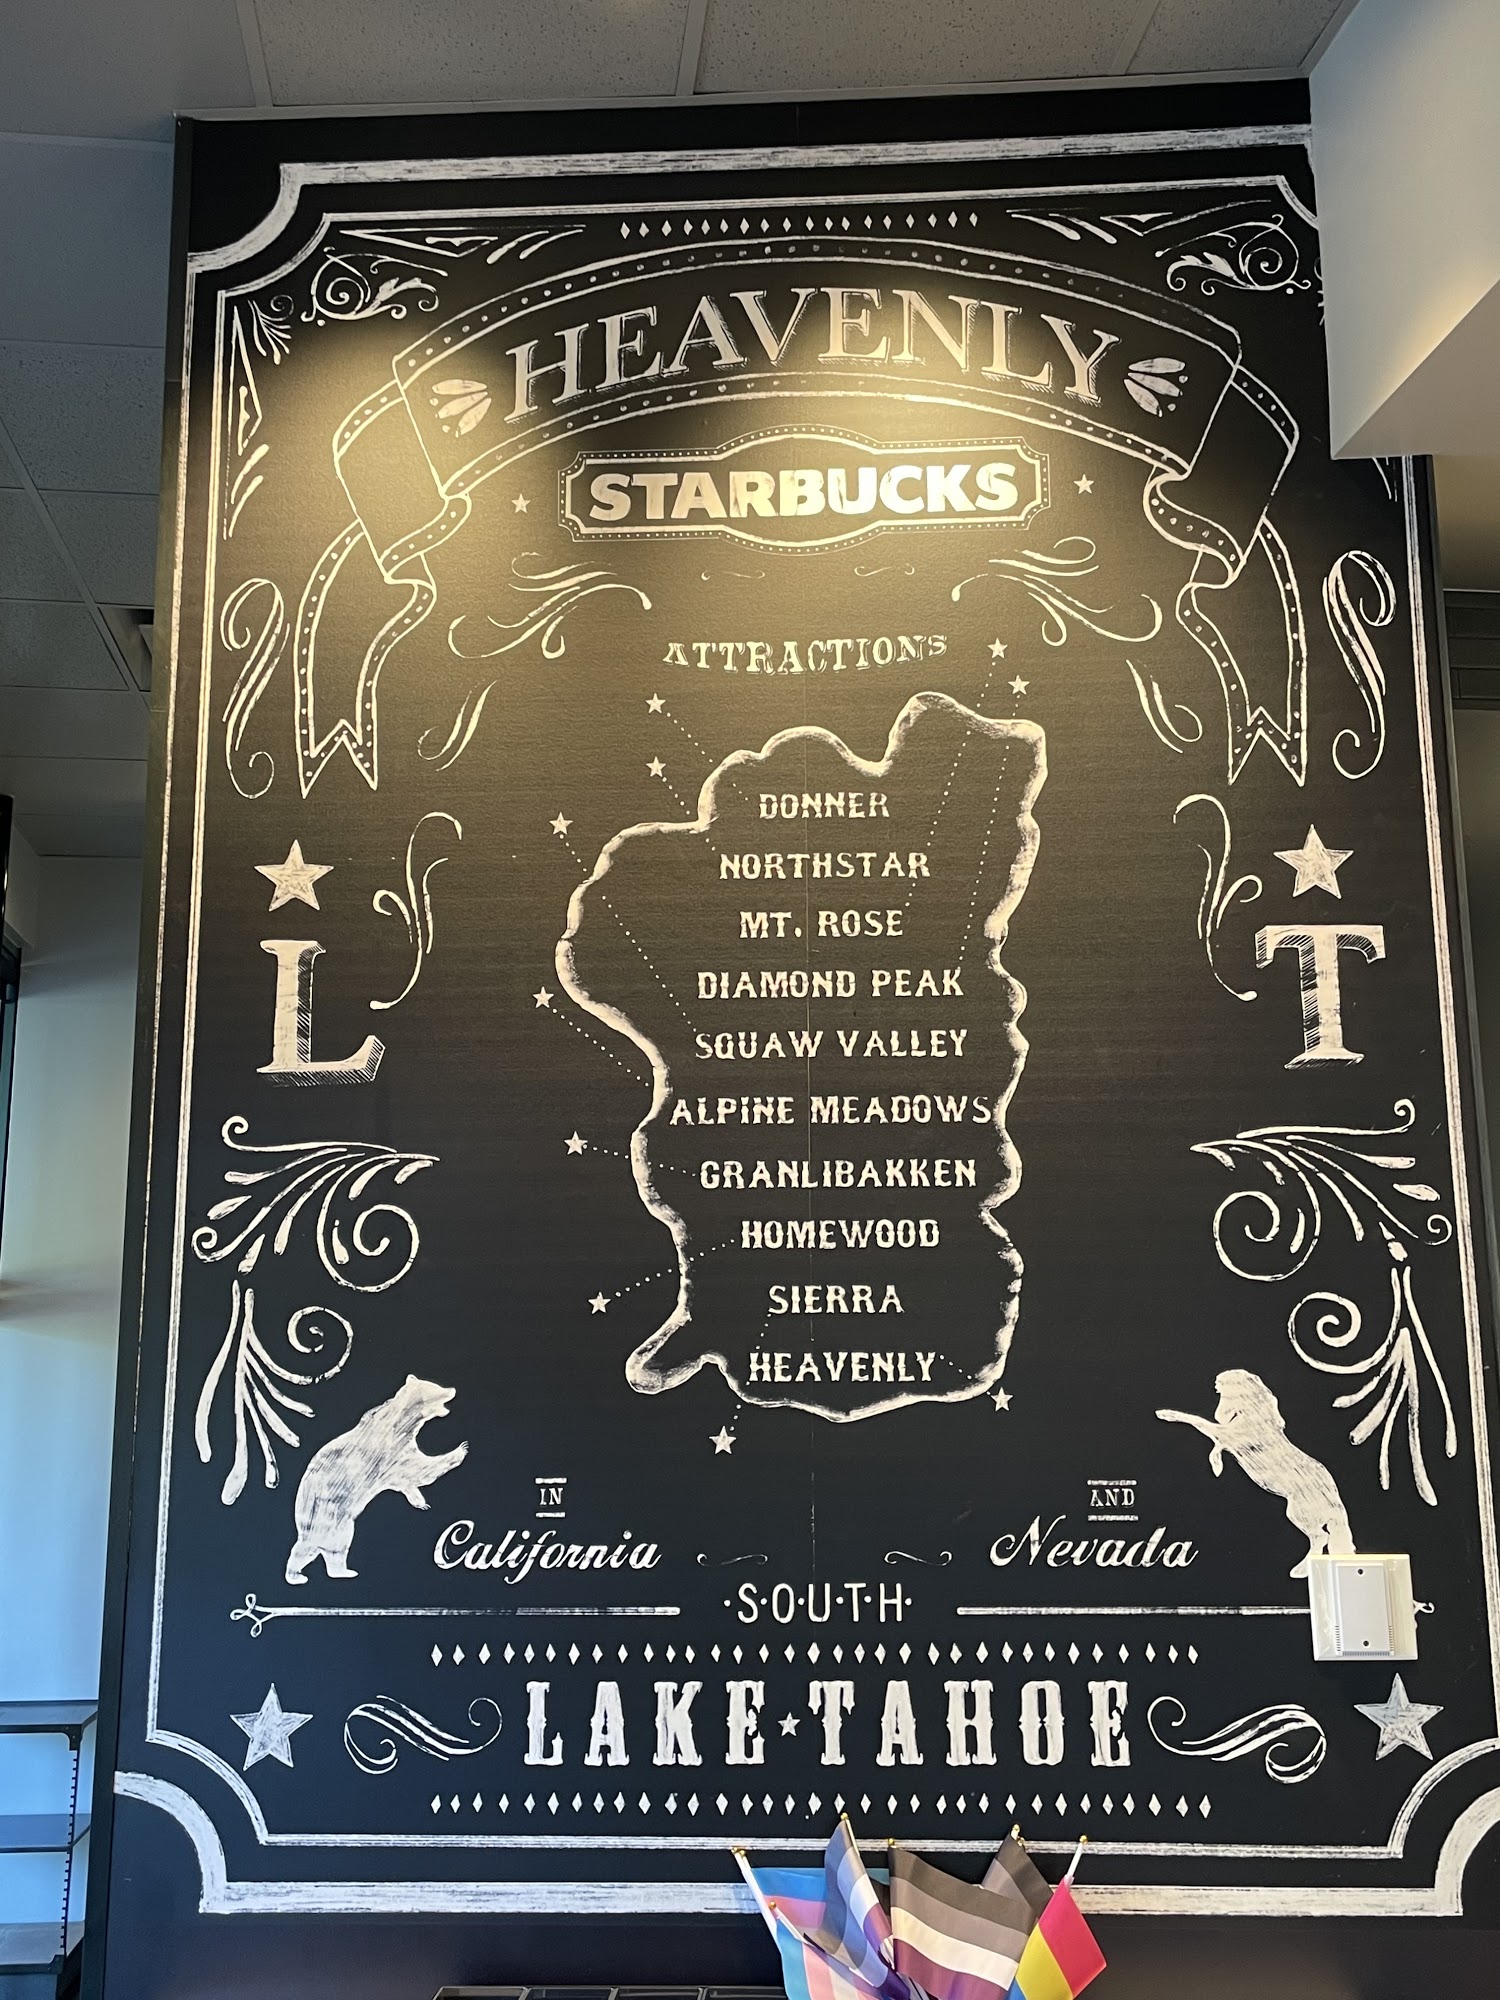 HEAVENLY
STARBUCKS
ATTRACTIONS
DONNER
NORTHSTAR
MT. ROSE
DIAMOND PEAK
SQUAW VALLEY
ALPINE MEADOWS
GRANLIBAKKEN
HOMEWOOD
SIERRA
HEAVENLY
L T
IN California
AND Nevada
·S·O·U·T·H·
LAKE★TAHOE